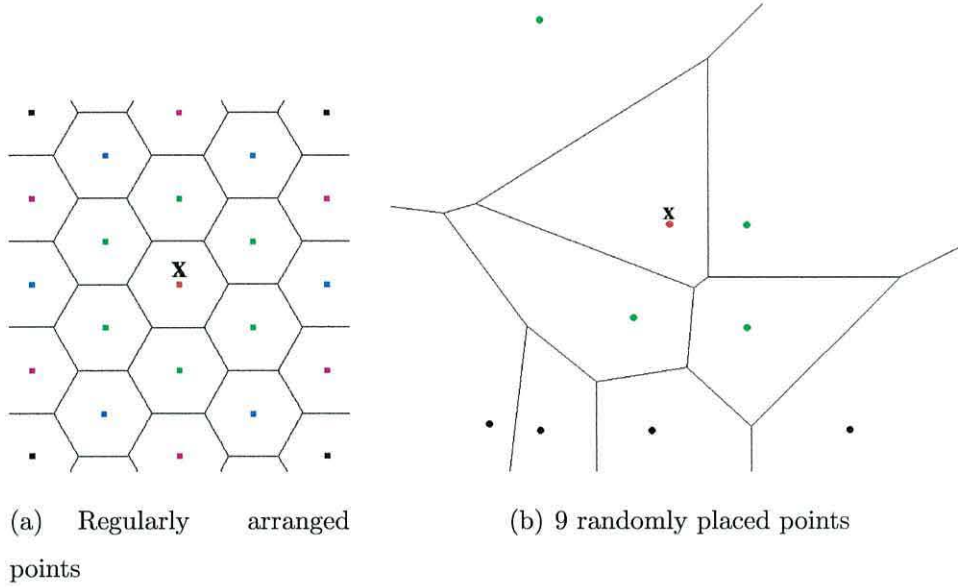 X
x
(a) Regularly arranged
points
(b) 9 randomly placed points